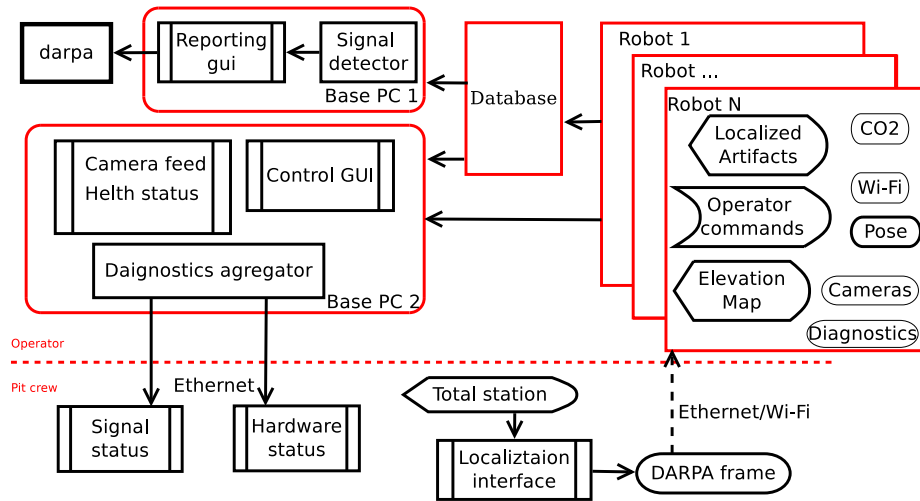 darpa
Reporting
gui
Signal
detector
Base PC 1
Database
Robot 1
Robot ...
Robot N
Localized
Artifacts
CO2
Wi-Fi
Operator
commands
Pose
Elevation
Map
Cameras
Diagnostics
Camera feed
Helth status
Control GUI
Daignostics agregator
Base PC 2
Operator
Pit crew
Ethernet
Signal
status
Hardware
status
Total station
Localiztaion
interface
DARPA frame
Ethernet/Wi-Fi